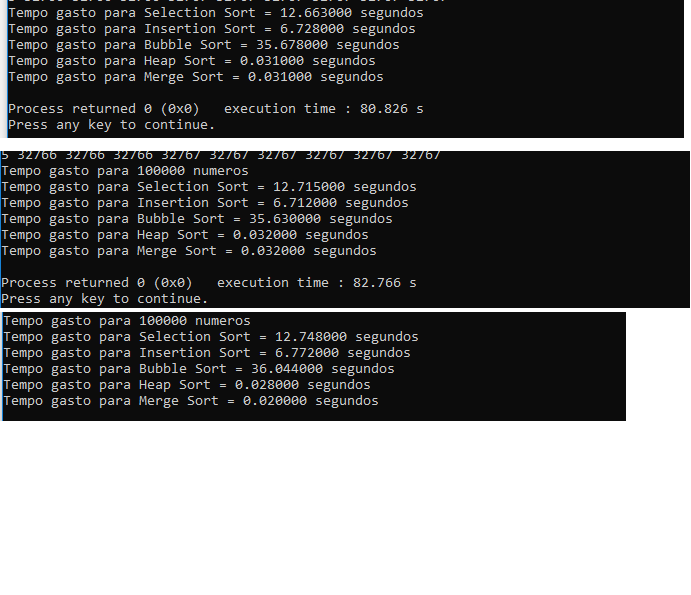 Tempo gasto para Selection Sort = 12.663000 segundos
Tempo gasto para Insertion Sort = 6.728000 segundos
Tempo gasto para Bubble Sort = 35.678000 segundos
Tempo gasto para Heap Sort = 0.031000 segundos
Tempo gasto para Merge Sort = 0.031000 segundos
Process returned 0 (0x0)   execution time : 80.826 s
Press any key to continue.
5 32766 32766 32766 32767 32767 32767 32767 32767 32767
Tempo gasto para 100000 numeros
Tempo gasto para Selection Sort = 12.715000 segundos
Tempo gasto para Insertion Sort = 6.712000 segundos
Tempo gasto para Bubble Sort = 35.630000 segundos
Tempo gasto para Heap Sort = 0.032000 segundos
Tempo gasto para Merge Sort = 0.032000 segundos
Process returned 0 (0x0)   execution time : 82.766 s
Press any key to continue.
Tempo gasto para 100000 numeros
Tempo gasto para Selection Sort = 12.748000 segundos
Tempo gasto para Insertion Sort = 6.772000 segundos
Tempo gasto para Bubble Sort = 36.044000 segundos
Tempo gasto para Heap Sort = 0.028000 segundos
Tempo gasto para Merge Sort = 0.020000 segundos